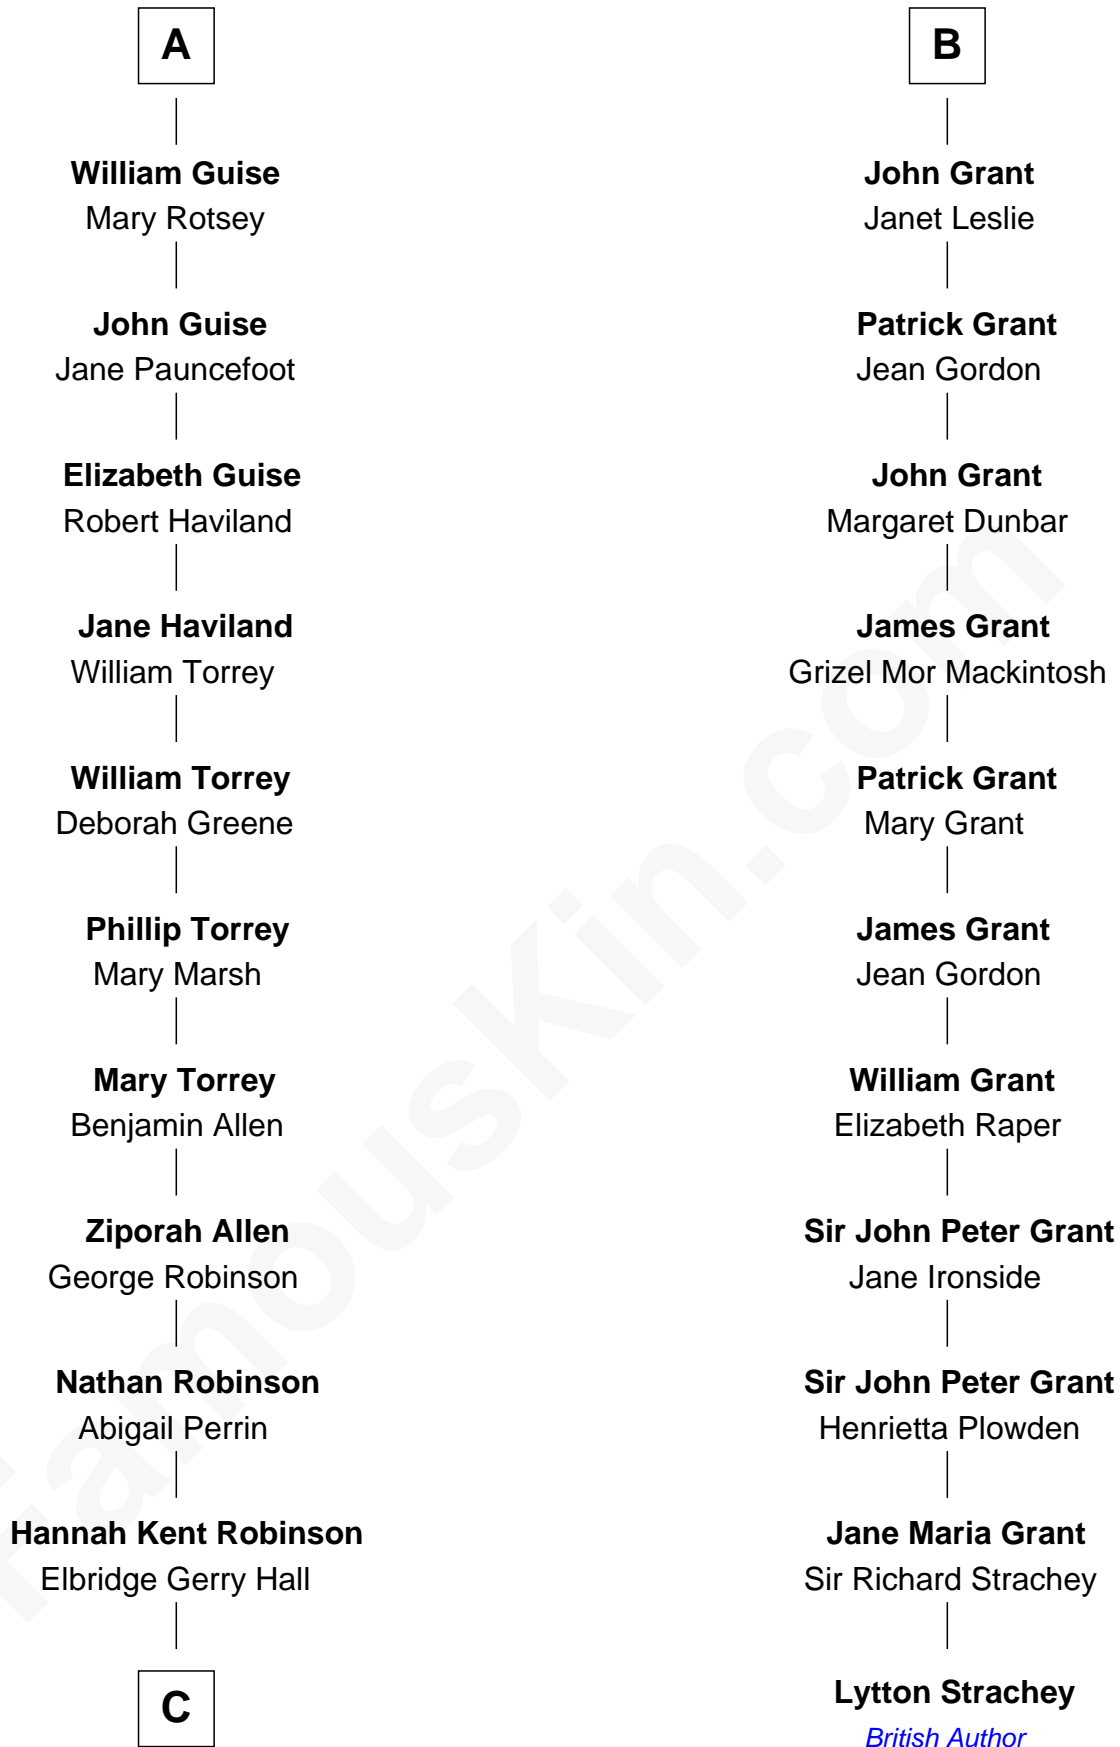 A
William Guise
Mary Rotsey
John Guise
Jane Pauncefoot
Elizabeth Guise
Robert Haviland
Jane Haviland
William Torrey
William Torrey
Deborah Greene
Phillip Torrey
Mary Marsh
Mary Torrey
Benjamin Allen
Ziporah Allen
George Robinson
Nathan Robinson
Abigail Perrin
Hannah Kent Robinson
Elbridge Gerry Hall
C
B
John Grant
Janet Leslie
Patrick Grant
Jean Gordon
John Grant
Margaret Dunbar
James Grant
Grizel Mor Mackintosh
Patrick Grant
Mary Grant
James Grant
Jean Gordon
William Grant
Elizabeth Raper
Sir John Peter Grant
Jane Ironside
Sir John Peter Grant
Henrietta Plowden
Jane Maria Grant
Sir Richard Strachey
Lytton Strachey
British Author
FamousKin.com